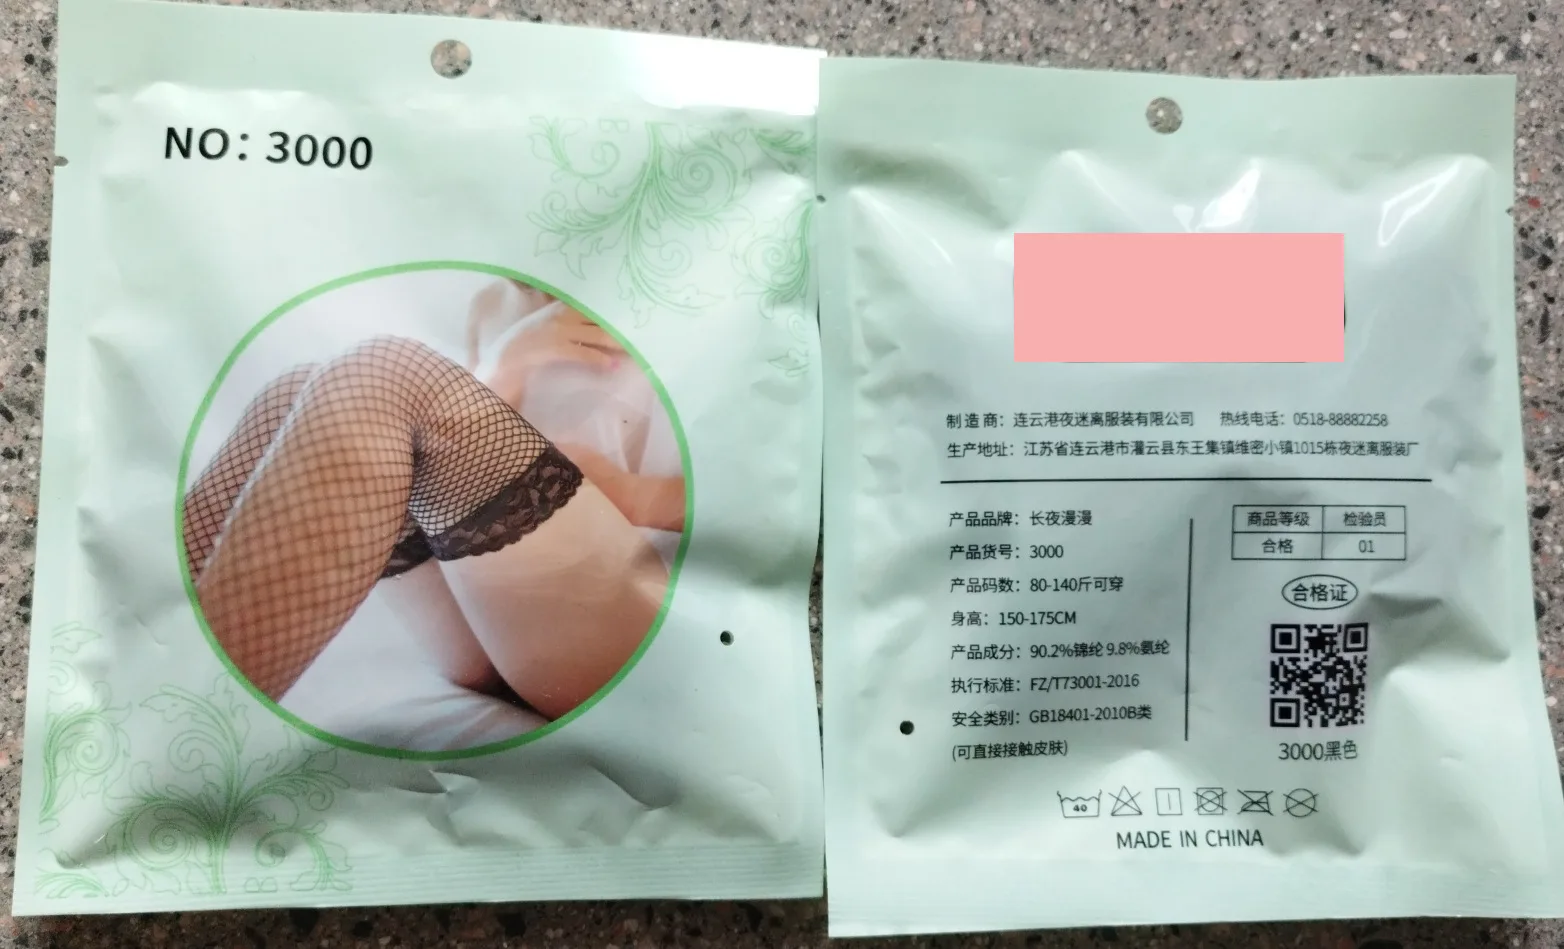 NO：3000
制造商：连云港夜迷离服装有限公司 热线电话：0518-88882258
生产地址：江苏省连云港市灌云县东王集镇维密小镇1015栋夜迷离服装厂
产品品牌：长夜漫漫
产品货号：3000
产品码数：80-140斤可穿
身高：150-175CM
产品成分：90.2%锦纶 9.8%氨纶
执行标准：FZ/T73001-2016
安全类别：GB18401-2010B类
(可直接接触皮肤)
商品等级 检验员
合格 01
合格证
3000黑色
40
MADE IN CHINA